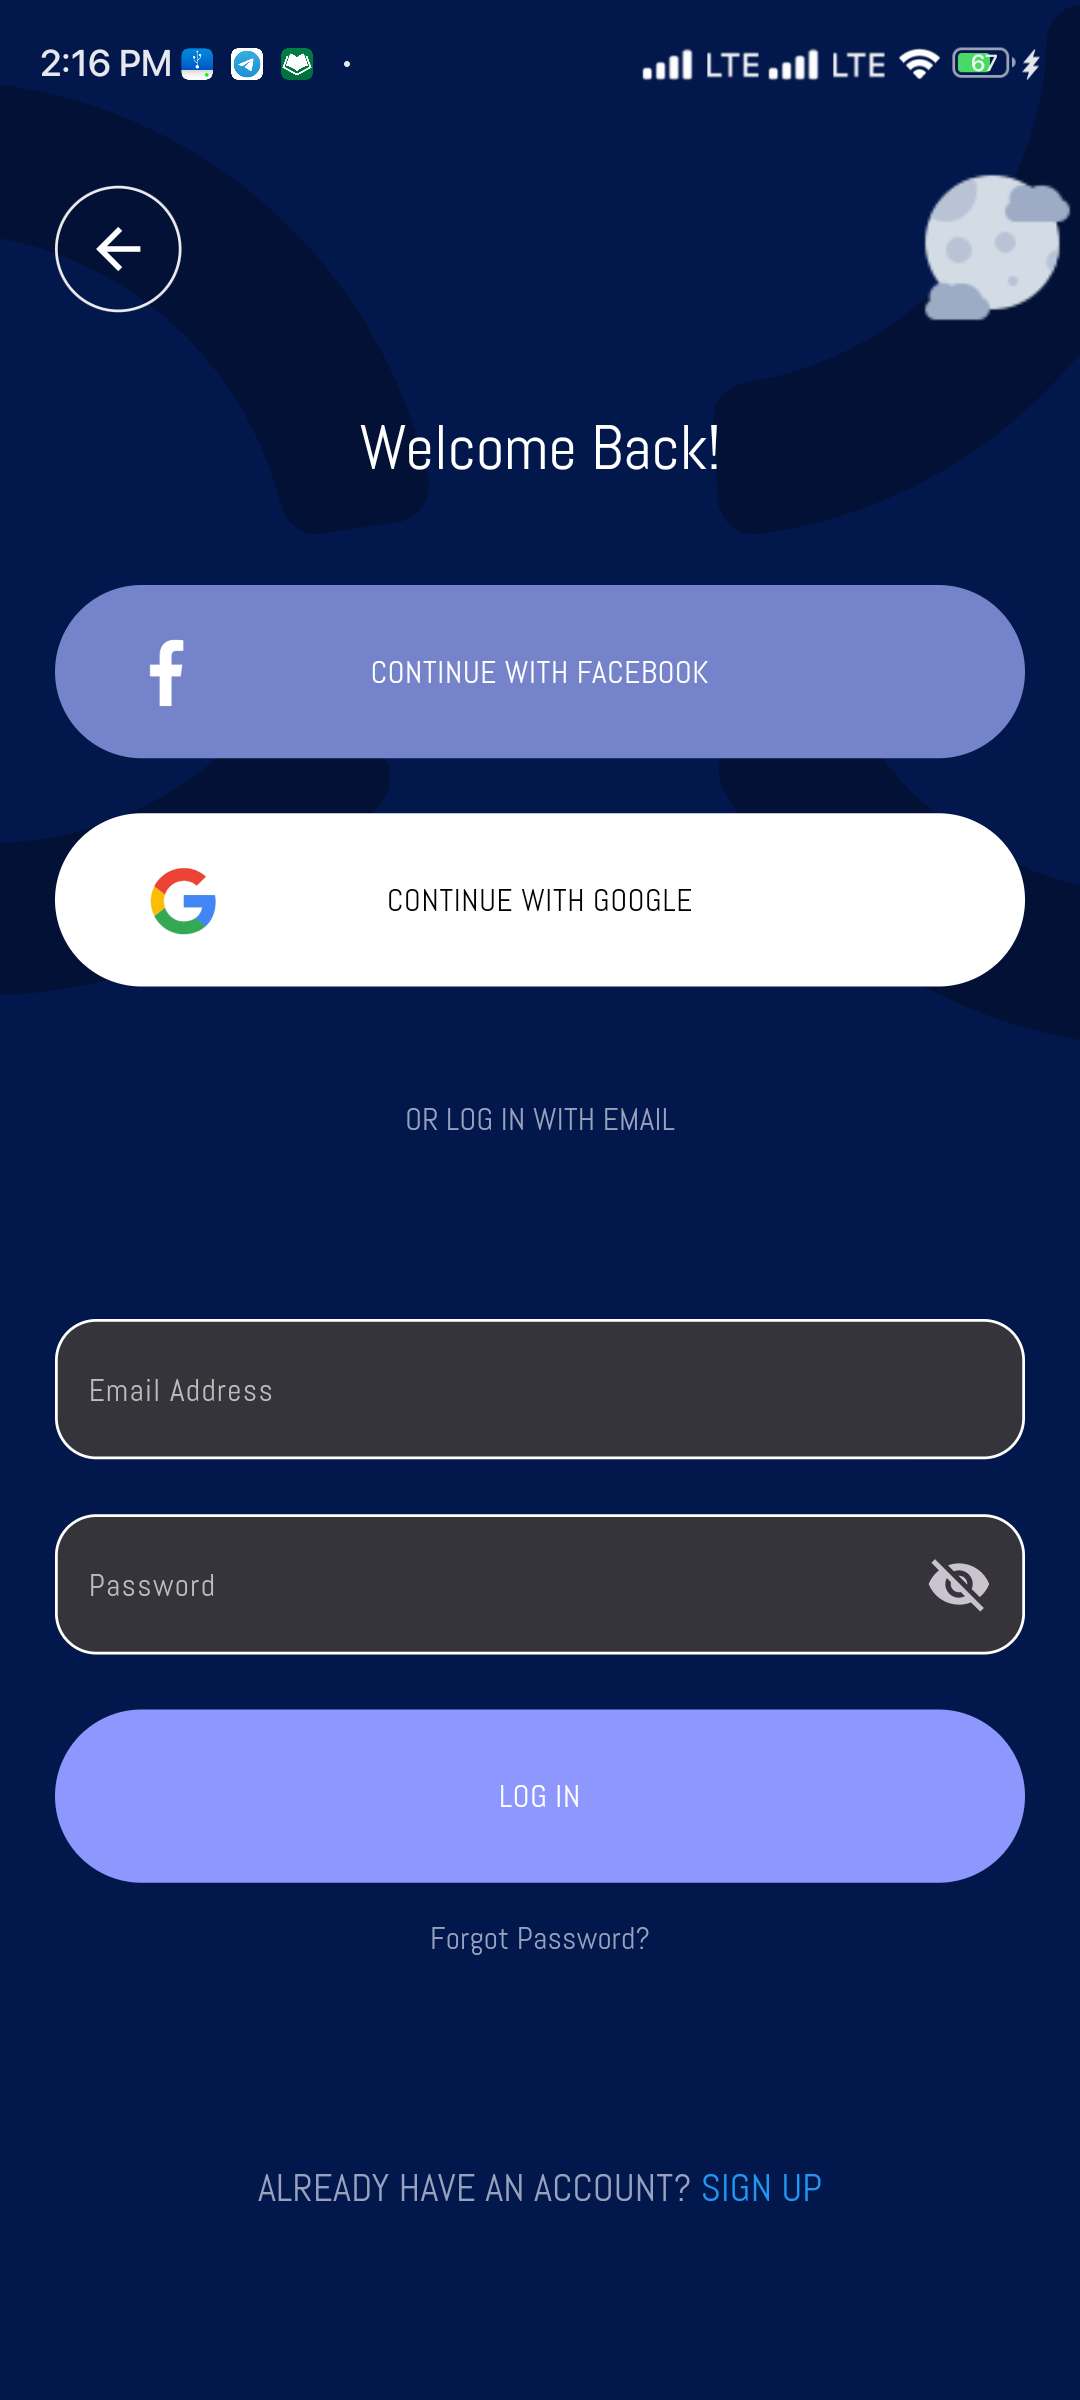 2:16 PM LTE LTE 67
Welcome Back!
CONTINUE WITH FACEBOOK
CONTINUE WITH GOOGLE
OR LOG IN WITH EMAIL
Email Address
Password
LOG IN
Forgot Password?
ALREADY HAVE AN ACCOUNT? SIGN UP